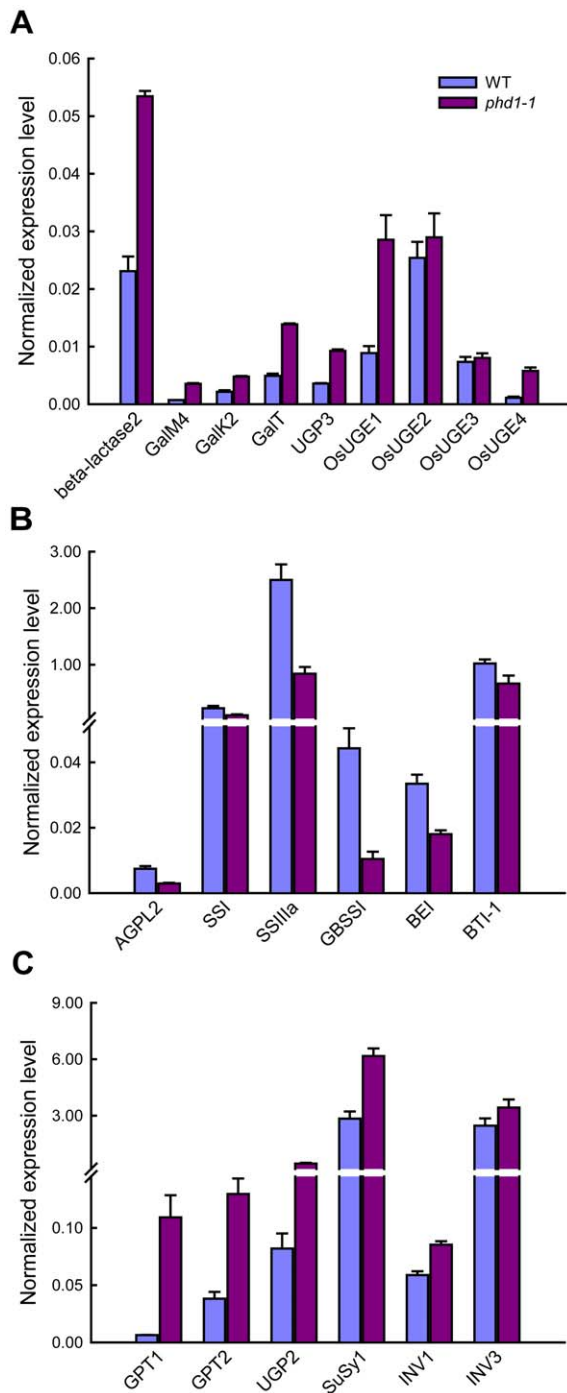 A
Normalized expression level
0.06
0.05
0.04
0.03
0.02
0.01
0.00
WT
phd1-1
beta-lactase2
GalM4
GalK2
GalT
UGP3
OsUGE1
OsUGE2
OsUGE3
OsUGE4
B
Normalized expression level
3.00
2.00
1.00
0.04
0.02
0.00
AGPL2
SSI
SSIIIa
GBSSI
BEI
BTI-1
C
Normalized expression level
9.00
6.00
3.00
0.10
0.05
0.00
GPT1
GPT2
UGP2
SuSy1
INV1
INV3